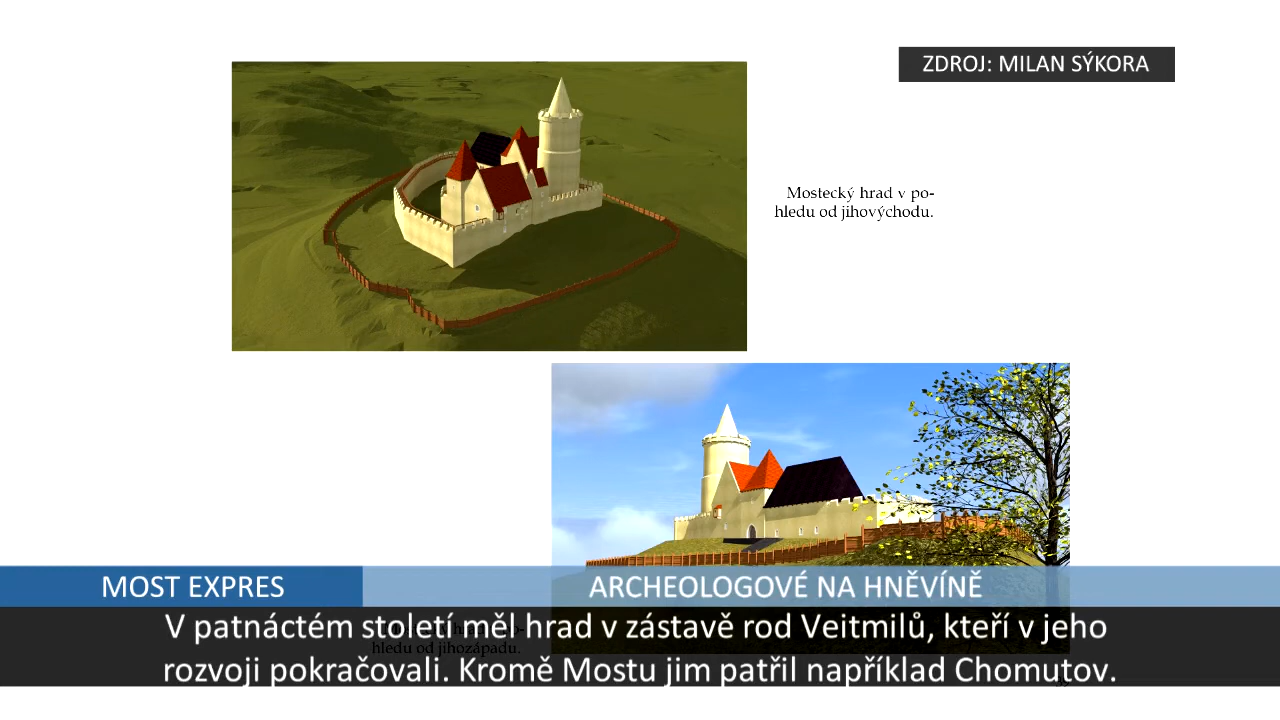 ZDROJ: MILAN SÝKORA
Mostecký hrad v po-
hledu od jihovýchodu.
MOST EXPRES
ARCHEOLOGOVÉ NA HNĚVÍNĚ
V patnáctém století měl hrad v zástavě rod Veitmilů, kteří v jeho
hledu od jihozápadu.
rozvoji pokračovali. Kromě Mostu jim patřil například Chomutov.